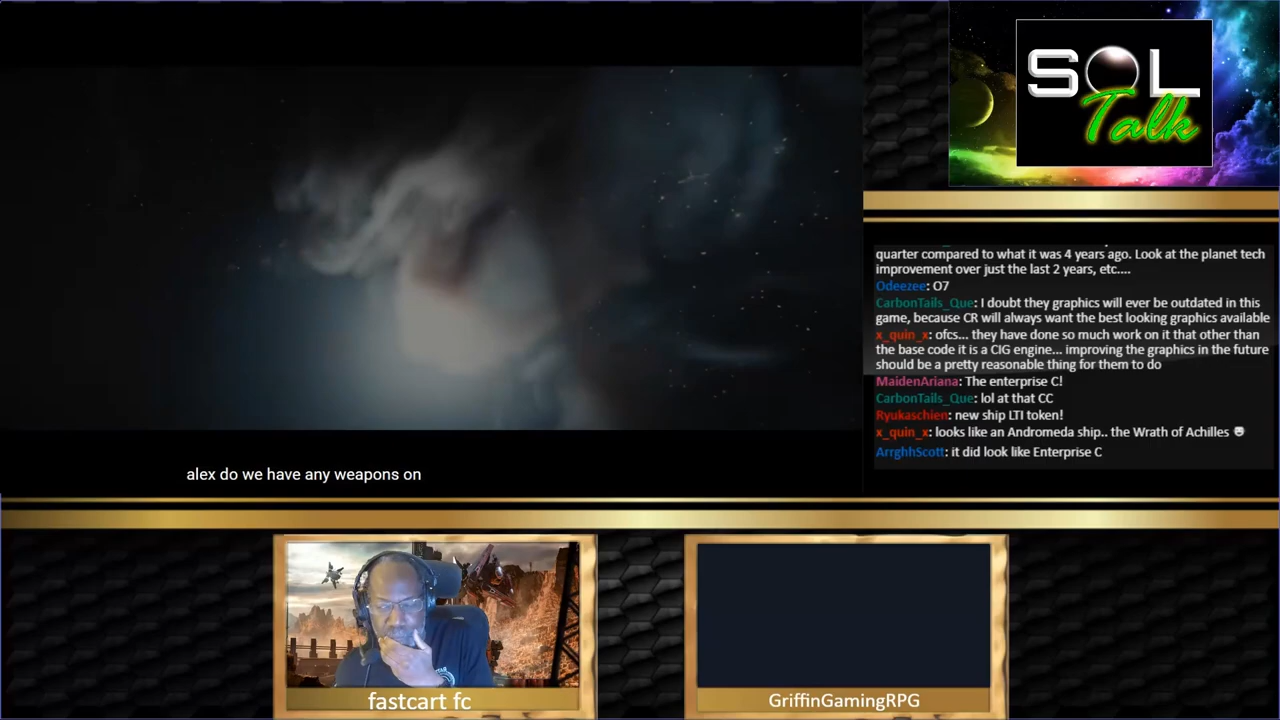 SOL
Talk
quarter compared to what it was 4 years ago. Look at the planet tech
improvement over just the last 2 years, etc....
Odeezee: O7
CarbonTails_Que: I doubt they graphics will ever be outdated in this
game, because CR will always want the best looking graphics available
x_quin_x: ofcs... they have done so much work on it that other than
the base code it is a CIG engine... improving the graphics in the future
should be a pretty reasonable thing for them to do
MaidenAriana: The enterprise C!
CarbonTails_Que: lol at that CC
Ryukaschien: new ship LTI token!
x_quin_x: looks like an Andromeda ship.. the Wrath of Achilles
ArrghhScott: it did look like Enterprise C
alex do we have any weapons on
fastcart fc
GriffinGamingRPG